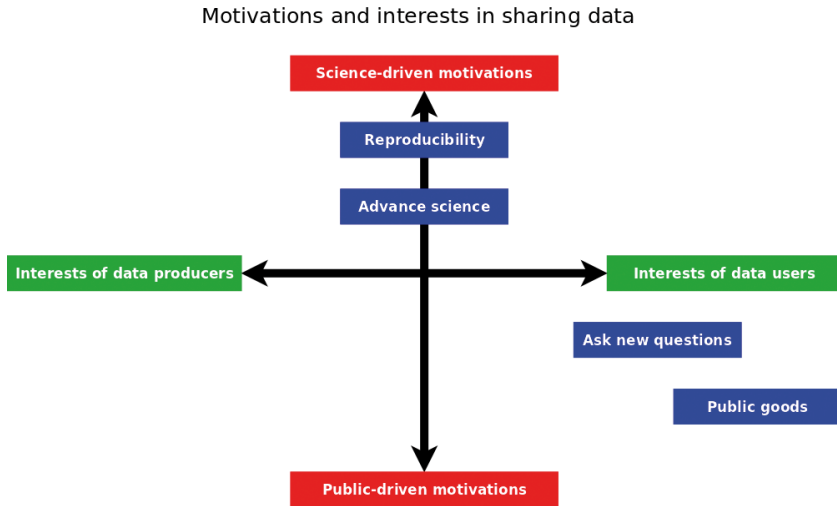 Motivations and interests in sharing data
Science-driven motivations
Reproducibility
Advance science
Interests of data producers
Interests of data users
Ask new questions
Public goods
Public-driven motivations